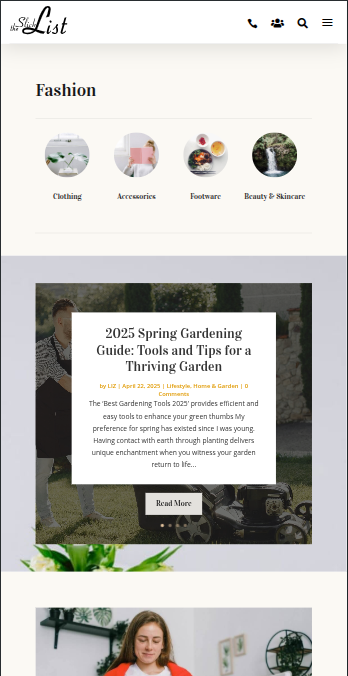 the Slick List
Fashion
Clothing
Accessories
Footware
Beauty & Skincare
2025 Spring Gardening
Guide: Tools and Tips for a
Thriving Garden
by LIZ | April 22, 2025 | Lifestyle, Home & Garden | 0
Comments
The 'Best Gardening Tools 2025' provides efficient and
easy tools to enhance your green thumbs My
preference for spring has existed since I was young.
Having contact with earth through planting delivers
unique enchantment when you witness your garden
return to life...
Read More